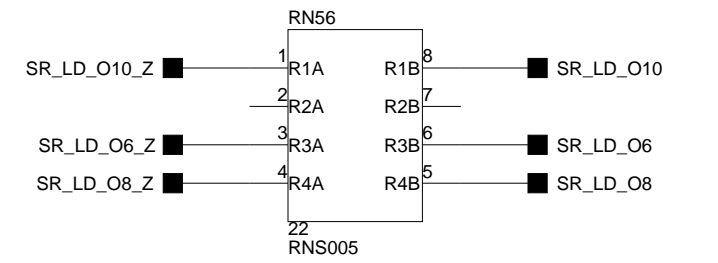 RN56
SR_LD_O10_Z 1 R1A R1B 8 SR_LD_O10
2 R2A R2B 7
SR_LD_O6_Z 3 R3A R3B 6 SR_LD_O6
SR_LD_O8_Z 4 R4A R4B 5 SR_LD_O8
22
RNS005